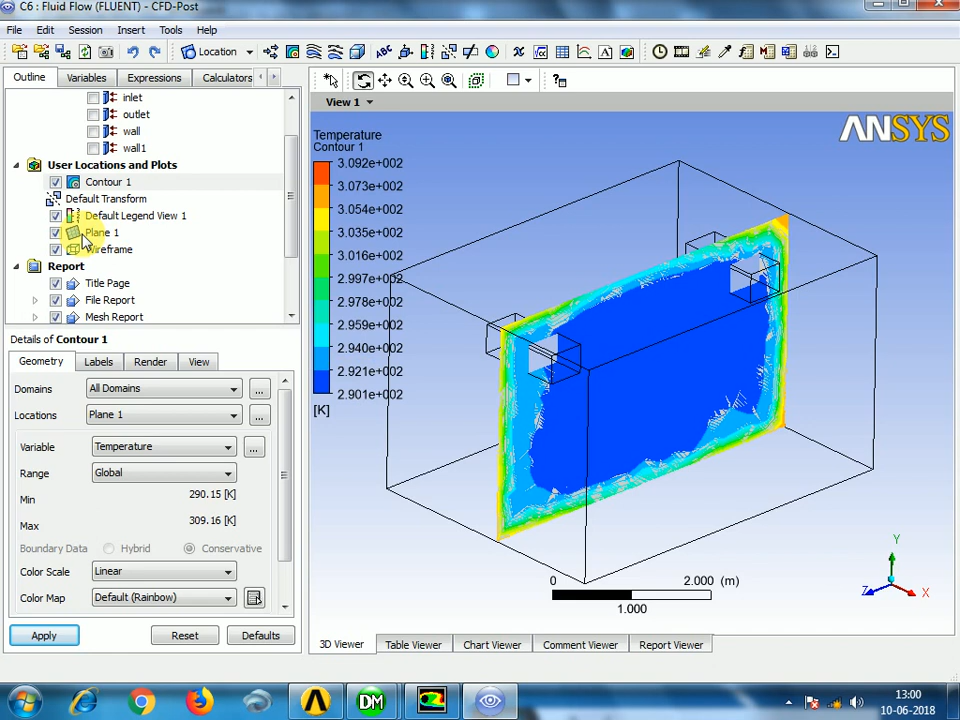 C6 : Fluid Flow (FLUENT) - CFD-Post
File Edit Session Insert Tools Help
Location
Outline Variables Expressions Calculators
inlet
outlet
wall
wall1
User Locations and Plots
Contour 1
Default Transform
Default Legend View 1
Plane 1
Wireframe
Report
Title Page
File Report
Mesh Report
Details of Contour 1
Geometry Labels Render View
Domains All Domains ...
Locations Plane 1 ...
Variable Temperature ...
Range Global
Min 290.15 [K]
Max 309.16 [K]
Boundary Data Hybrid Conservative
Color Scale Linear
Color Map Default (Rainbow)
Apply Reset Defaults
View 1
Temperature
Contour 1
3.092e+002
3.073e+002
3.054e+002
3.035e+002
3.016e+002
2.997e+002
2.978e+002
2.959e+002
2.940e+002
2.921e+002
2.901e+002
[K]
ANSYS
0 2.000 (m)
1.000
Y
Z X
3D Viewer Table Viewer Chart Viewer Comment Viewer Report Viewer
DM
13:00
10-06-2018